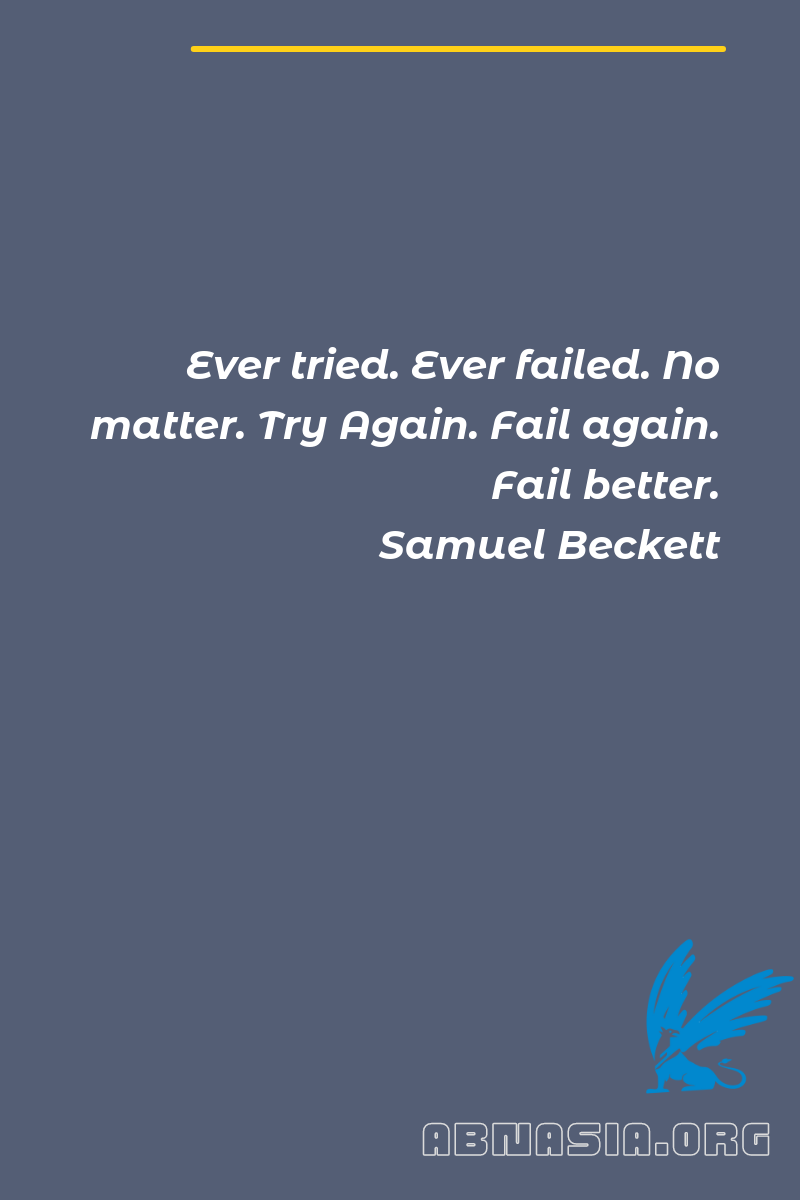 Ever tried. Ever failed. No
matter. Try Again. Fail again.
Fail better.
Samuel Beckett
ABNASIA.ORG